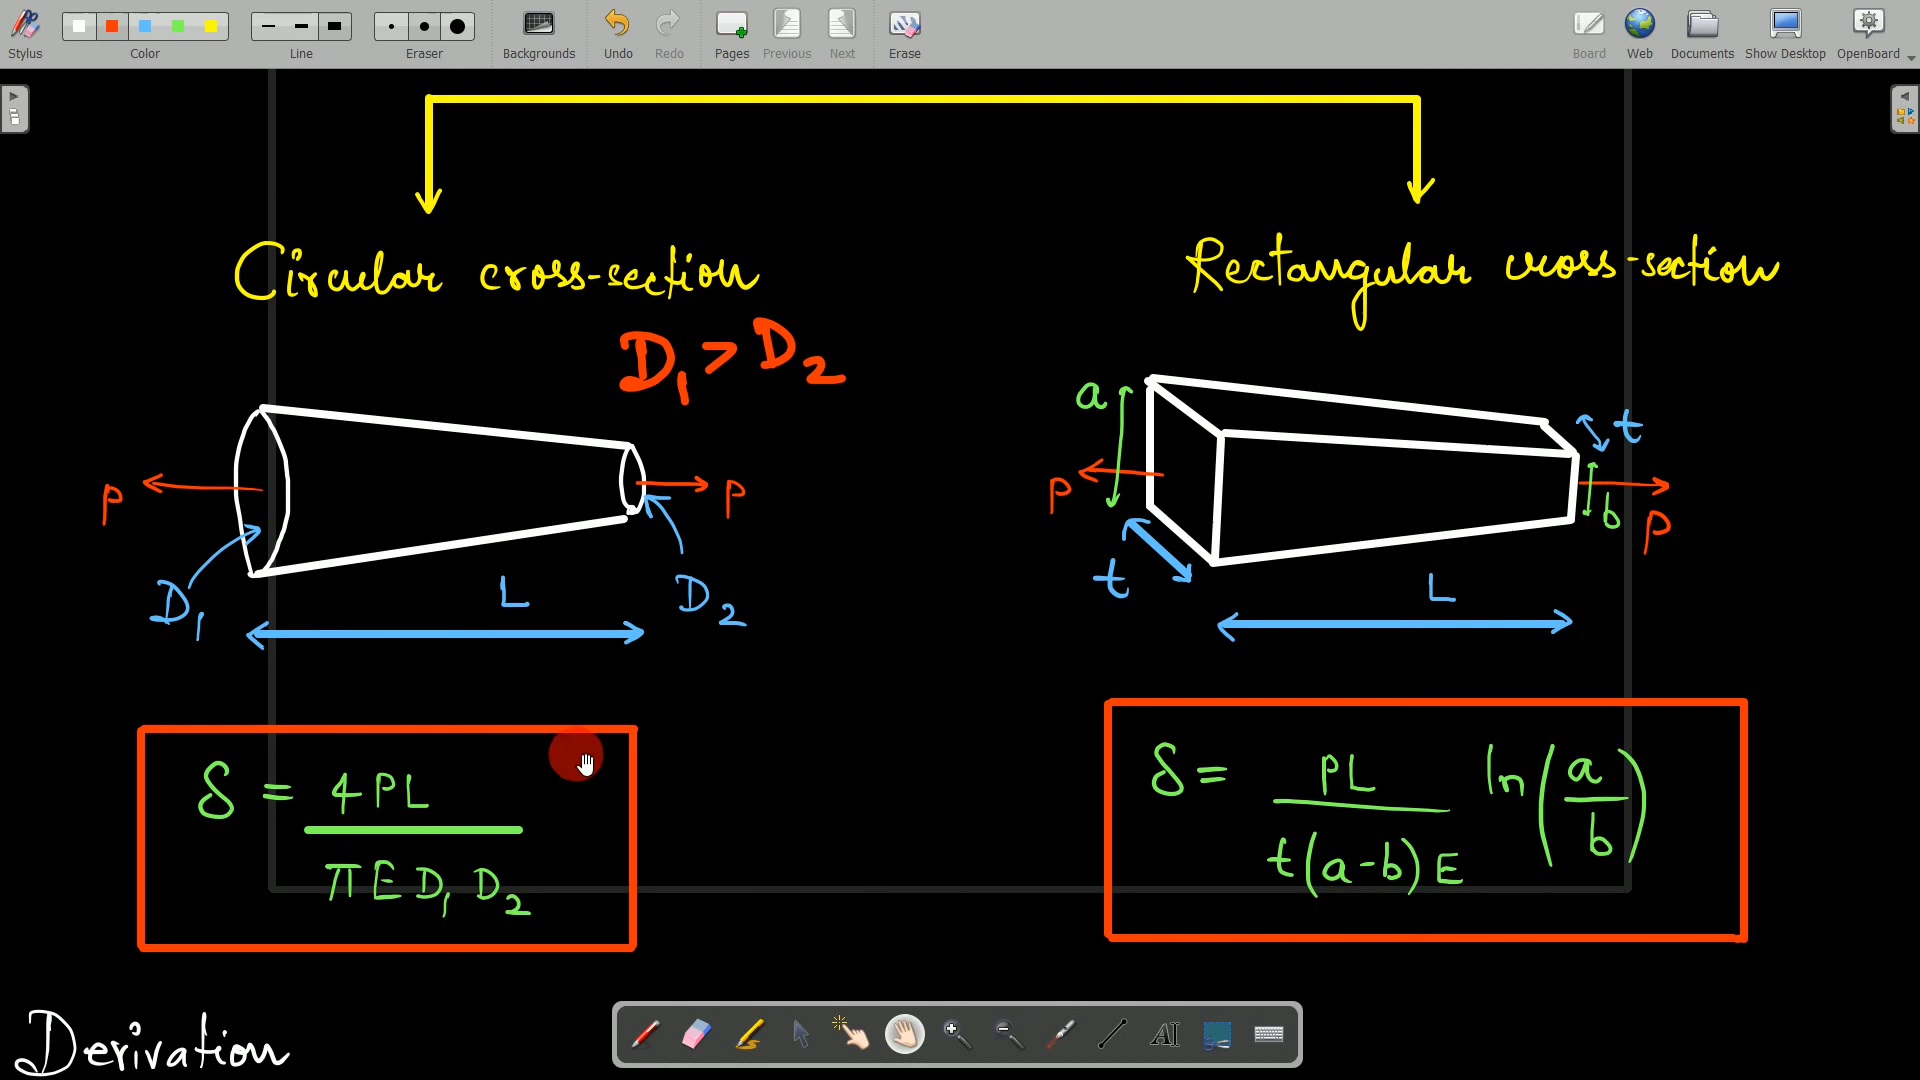 Stylus Color Line Eraser Backgrounds Undo Redo Pages Previous Next Erase Board Web Documents Show Desktop OpenBoard
Circular cross-section
Rectangular cross-section
D₁ > D₂
a
t
P
P
P
b
P
D₁
L
D₂
t
L
δ = 4PL / πED₁D₂
δ = PL / t(a-b)E ln(a/b)
Derivation
AI